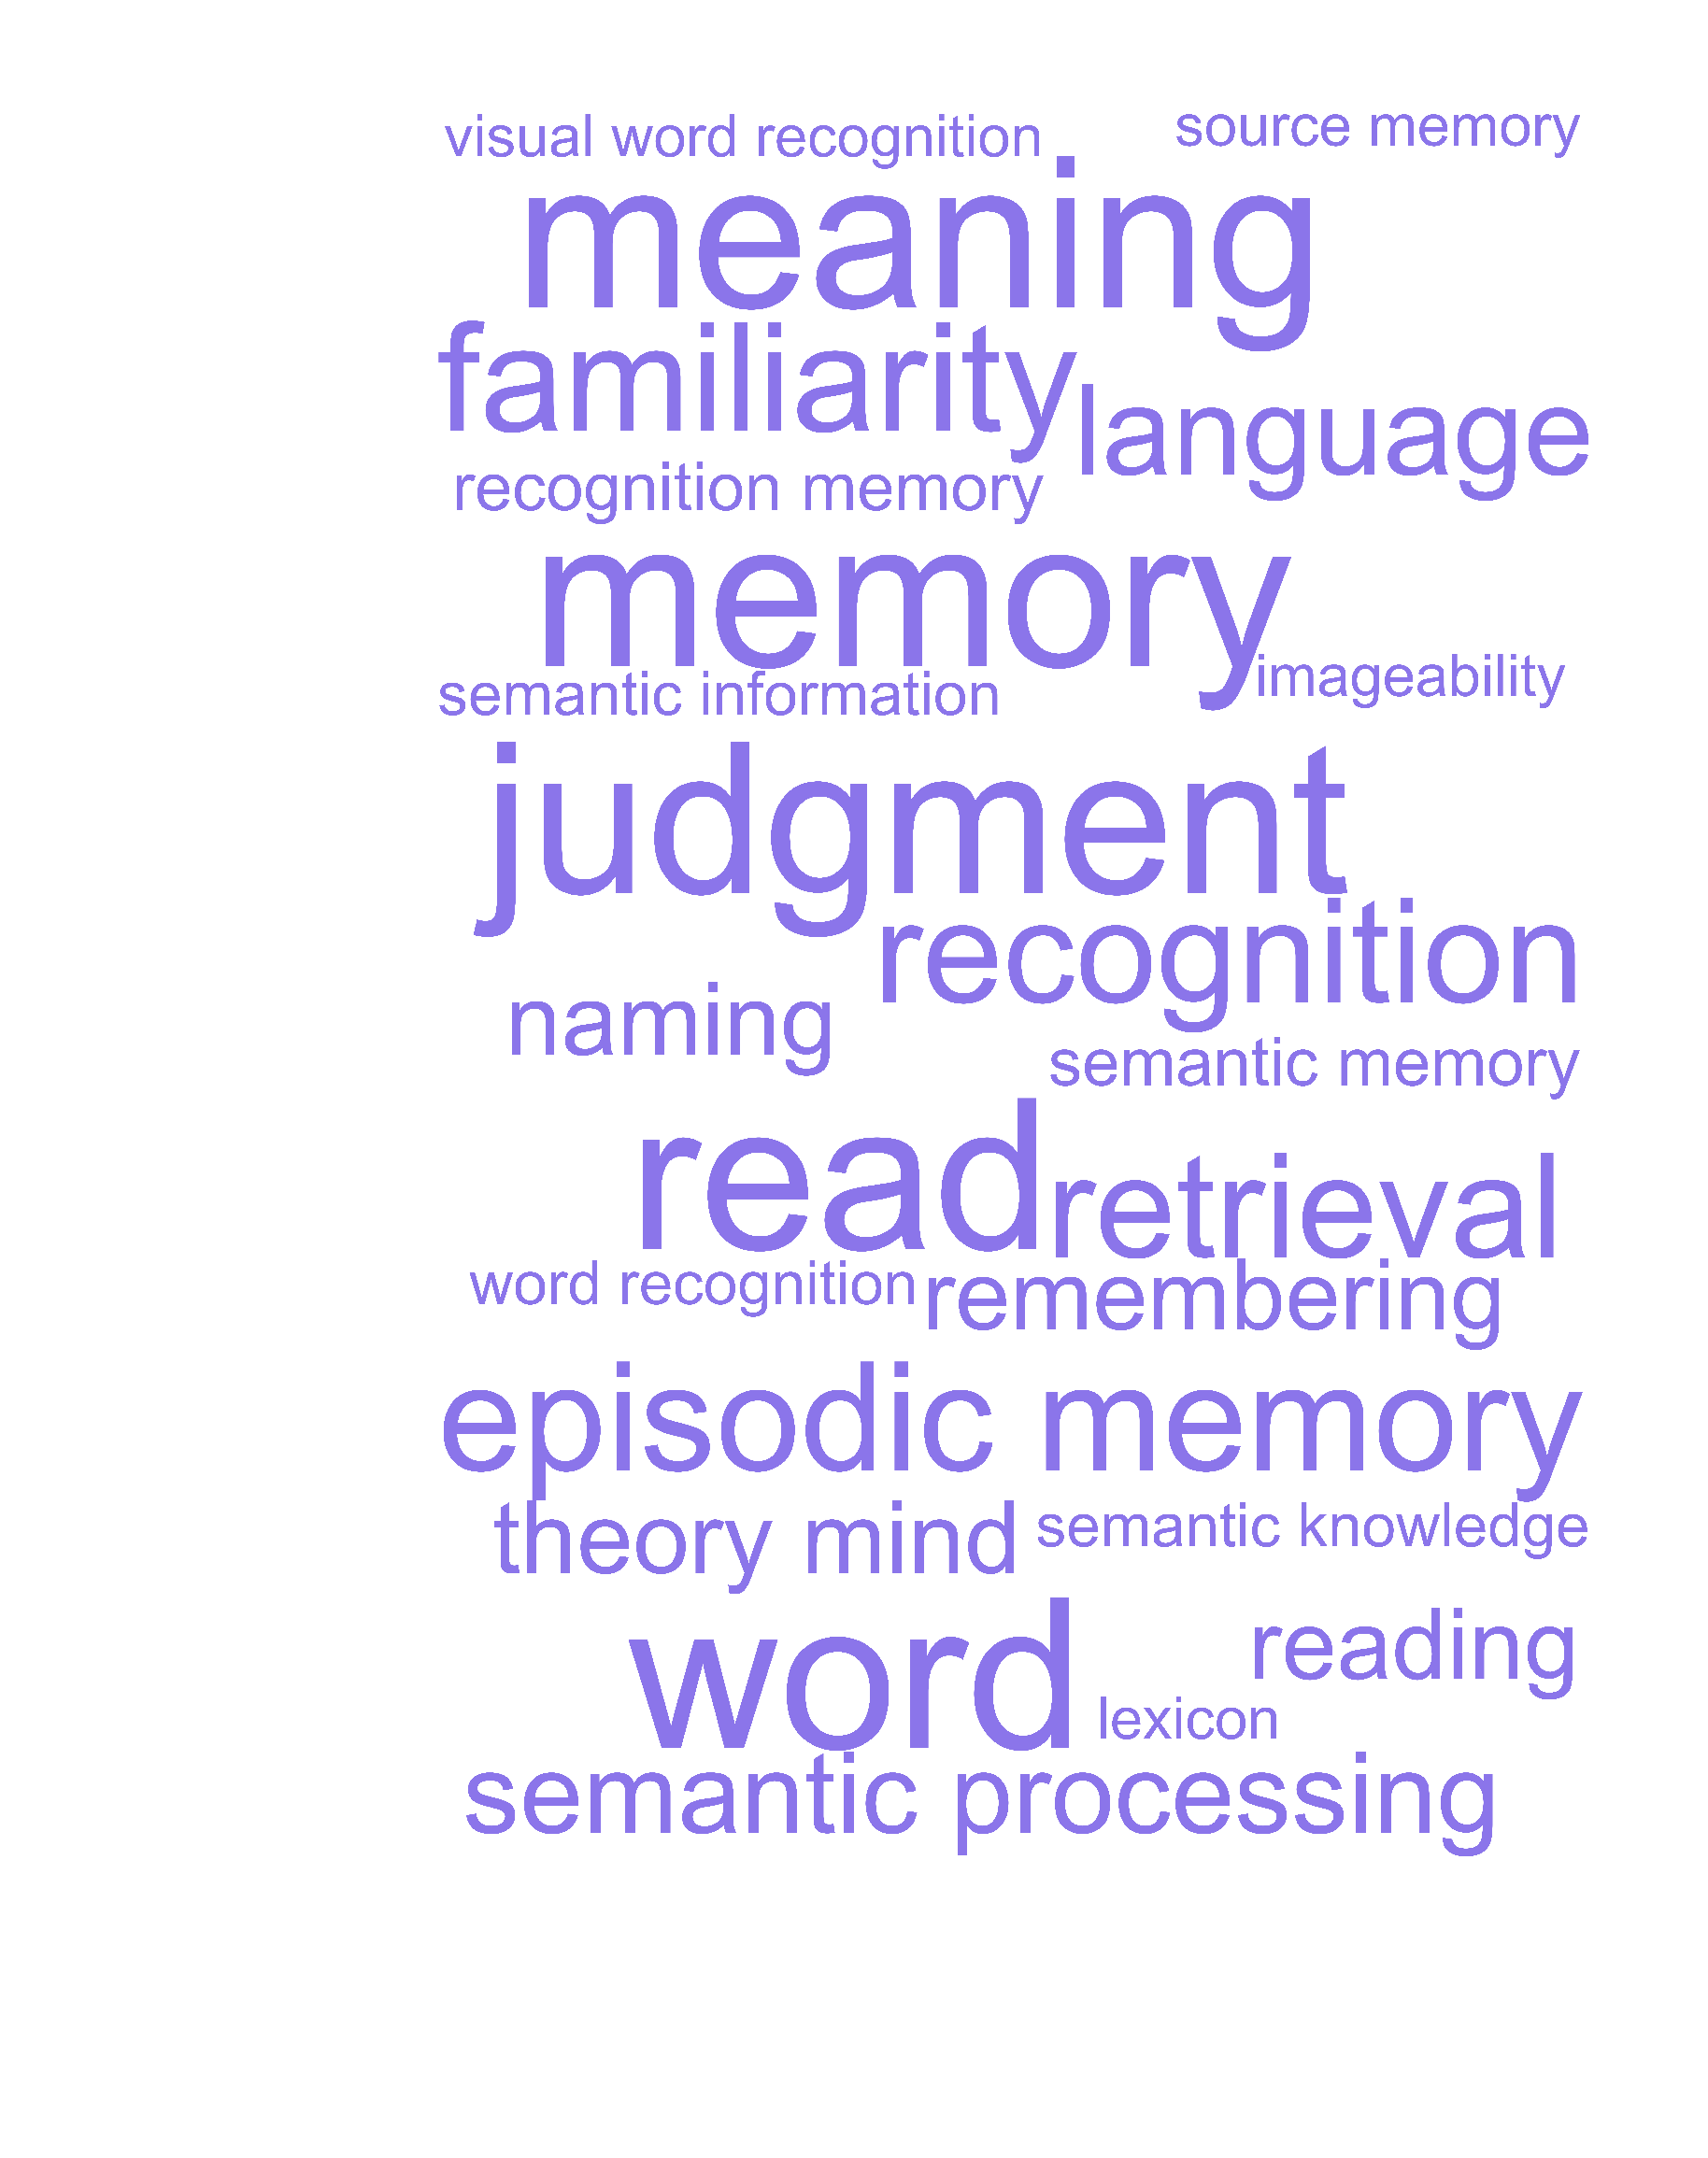 visual word recognition
source memory
meaning
familiarity
language
recognition memory
memory
semantic information
imageability
judgment
recognition
naming
semantic memory
read
retrieval
word recognition
remembering
episodic memory
theory mind
semantic knowledge
word
reading
lexicon
semantic processing